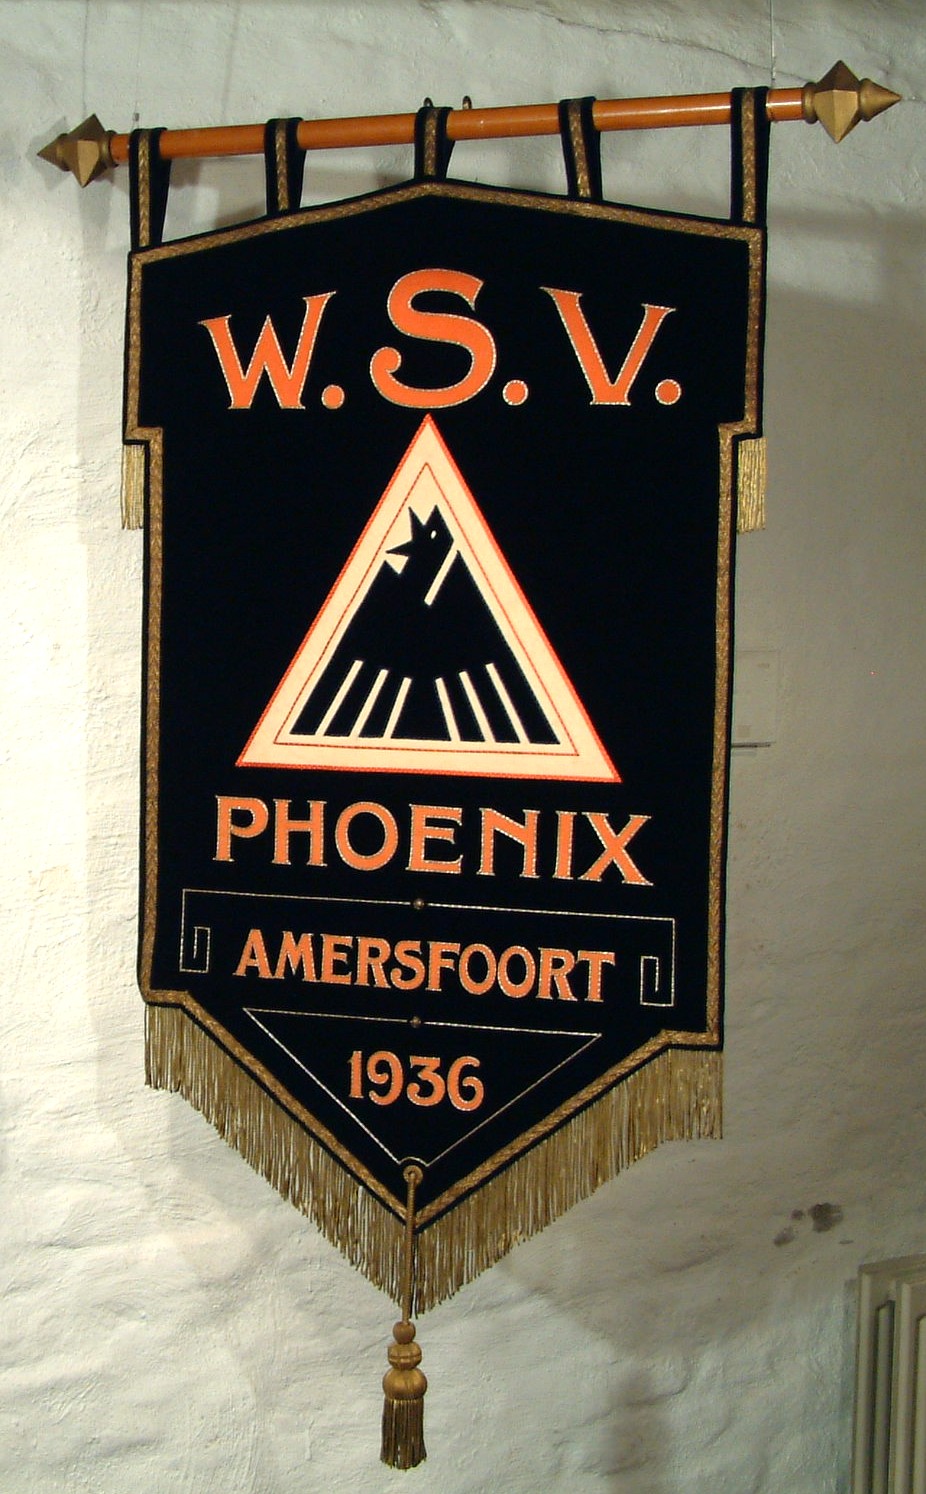 W.S.V.
PHOENIX
AMERSFOORT
1936